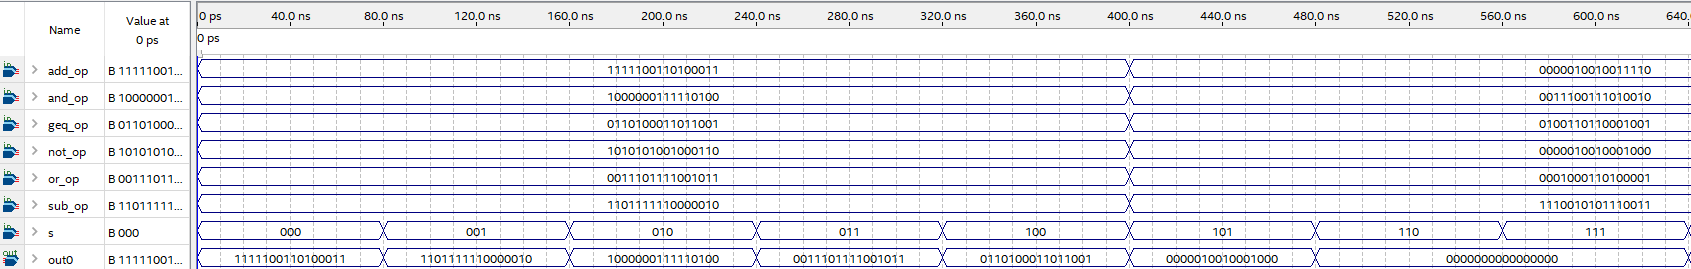 Name Value at 0 ps 0 ps 40.0 ns 80.0 ns 120.0 ns 160.0 ns 200.0 ns 240.0 ns 280.0 ns 320.0 ns 360.0 ns 400.0 ns 440.0 ns 480.0 ns 520.0 ns 560.0 ns 600.0 ns 640.
0 ps
add_op B 11111001... 1111100110100011 0000010010011110
and_op B 10000001... 1000000111110100 0011100111010010
geq_op B 01101000... 0110100011011001 0100110110001001
not_op B 10101010... 1010101001000110 0000010010001000
or_op B 00111011... 0011101111001011 0001000110100001
sub_op B 11011111... 1101111110000010 1110010101110011
s B 000 000 001 010 011 100 101 110 111
out0 B 11111001... 1111100110100011 1101111110000010 1000000111110100 0011101111001011 0110100011011001 0000010010001000 0000000000000000